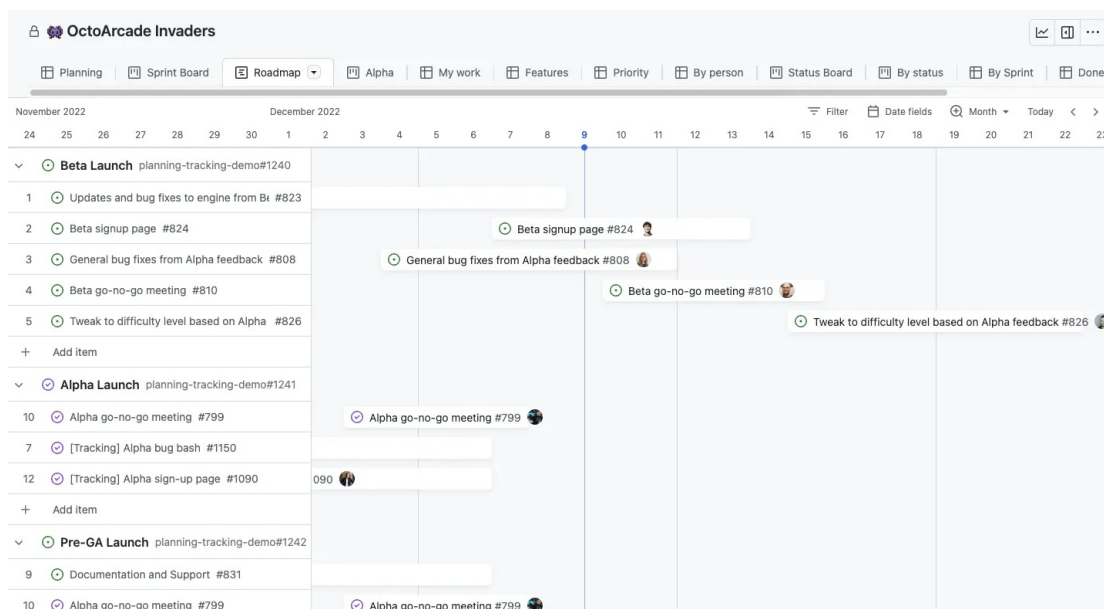 OctoArcade Invaders
Planning Sprint Board Roadmap Alpha My work Features Priority By person Status Board By status By Sprint Done
November 2022 December 2022 Filter Date fields Month Today
24 25 26 27 28 29 30 1 2 3 4 5 6 7 8 9 10 11 12 13 14 15 16 17 18 19 20 21 22 23
Beta Launch planning-tracking-demo#1240
1 Updates and bug fixes to engine from Be #823
2 Beta signup page #824 Beta signup page #824
3 General bug fixes from Alpha feedback #808 General bug fixes from Alpha feedback #808
4 Beta go-no-go meeting #810 Beta go-no-go meeting #810
5 Tweak to difficulty level based on Alpha #826 Tweak to difficulty level based on Alpha feedback #826
+ Add item
Alpha Launch planning-tracking-demo#1241
10 Alpha go-no-go meeting #799 Alpha go-no-go meeting #799
7 [Tracking] Alpha bug bash #1150
12 [Tracking] Alpha sign-up page #1090 090
+ Add item
Pre-GA Launch planning-tracking-demo#1242
9 Documentation and Support #831
10 Alpha go-no-go meeting #799 Alpha go-no-go meeting #799